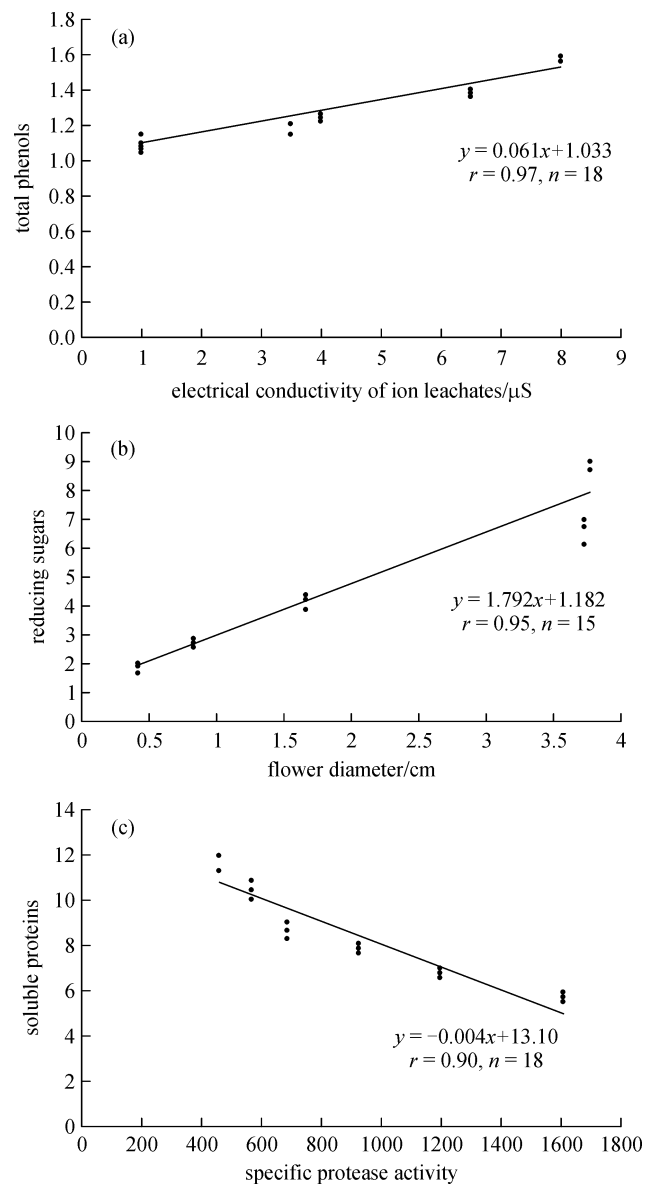 (a)
1.8
1.6
1.4
1.2
1.0
0.8
0.6
0.4
0.2
0.0
total phenols
y = 0.061x+1.033
r = 0.97, n = 18
0 1 2 3 4 5 6 7 8 9
electrical conductivity of ion leachates/μS
(b)
10
9
8
7
6
5
4
3
2
1
0
reducing sugars
y = 1.792x+1.182
r = 0.95, n = 15
0 0.5 1 1.5 2 2.5 3 3.5 4
flower diameter/cm
(c)
14
12
10
8
6
4
2
0
soluble proteins
y = −0.004x+13.10
r = 0.90, n = 18
0 200 400 600 800 1000 1200 1400 1600 1800
specific protease activity